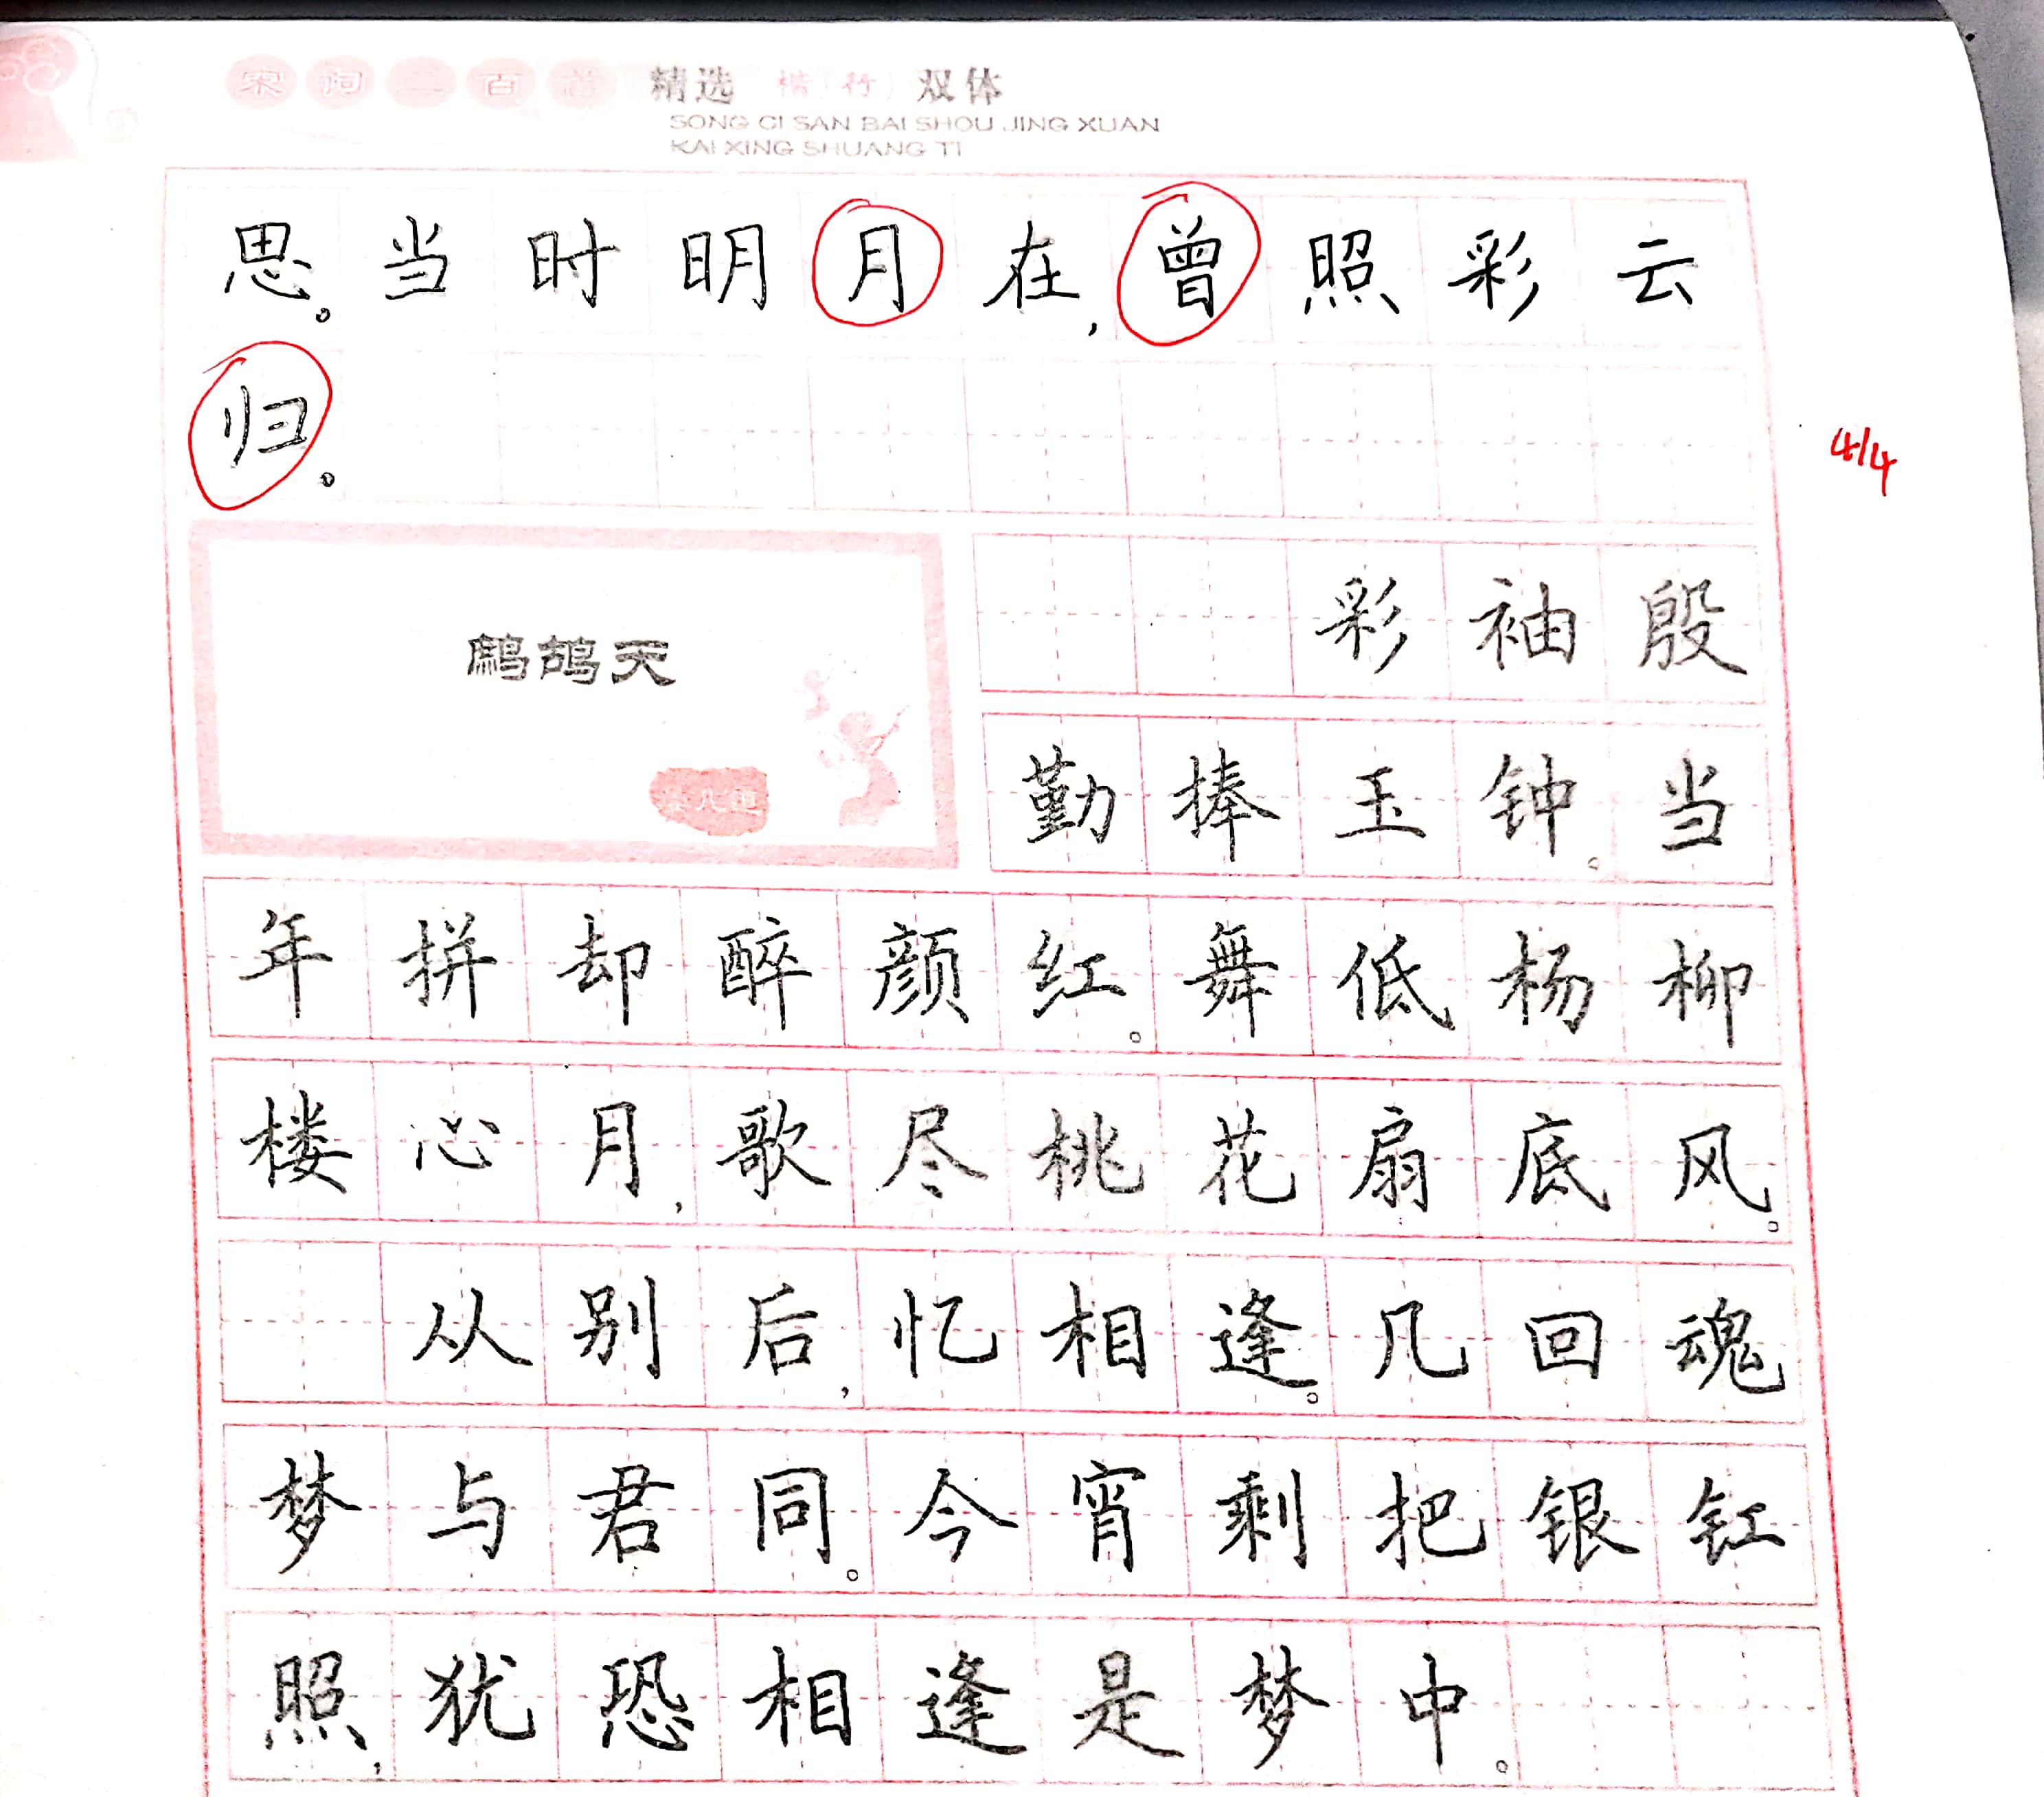 宋词三百首 精选 楷行 双体
SONG CI SAN BAI SHOU JING XUAN
KAI XING SHUANG TI
思。当时明月在,曾照彩云
归。
4/4
鹧鸪天
晏几道
彩袖殷
勤捧玉钟。当
年拼却醉颜红。舞低杨柳
楼心月,歌尽桃花扇底风。
从别后,忆相逢。几回魂
梦与君同。今宵剩把银釭
照,犹恐相逢是梦中。